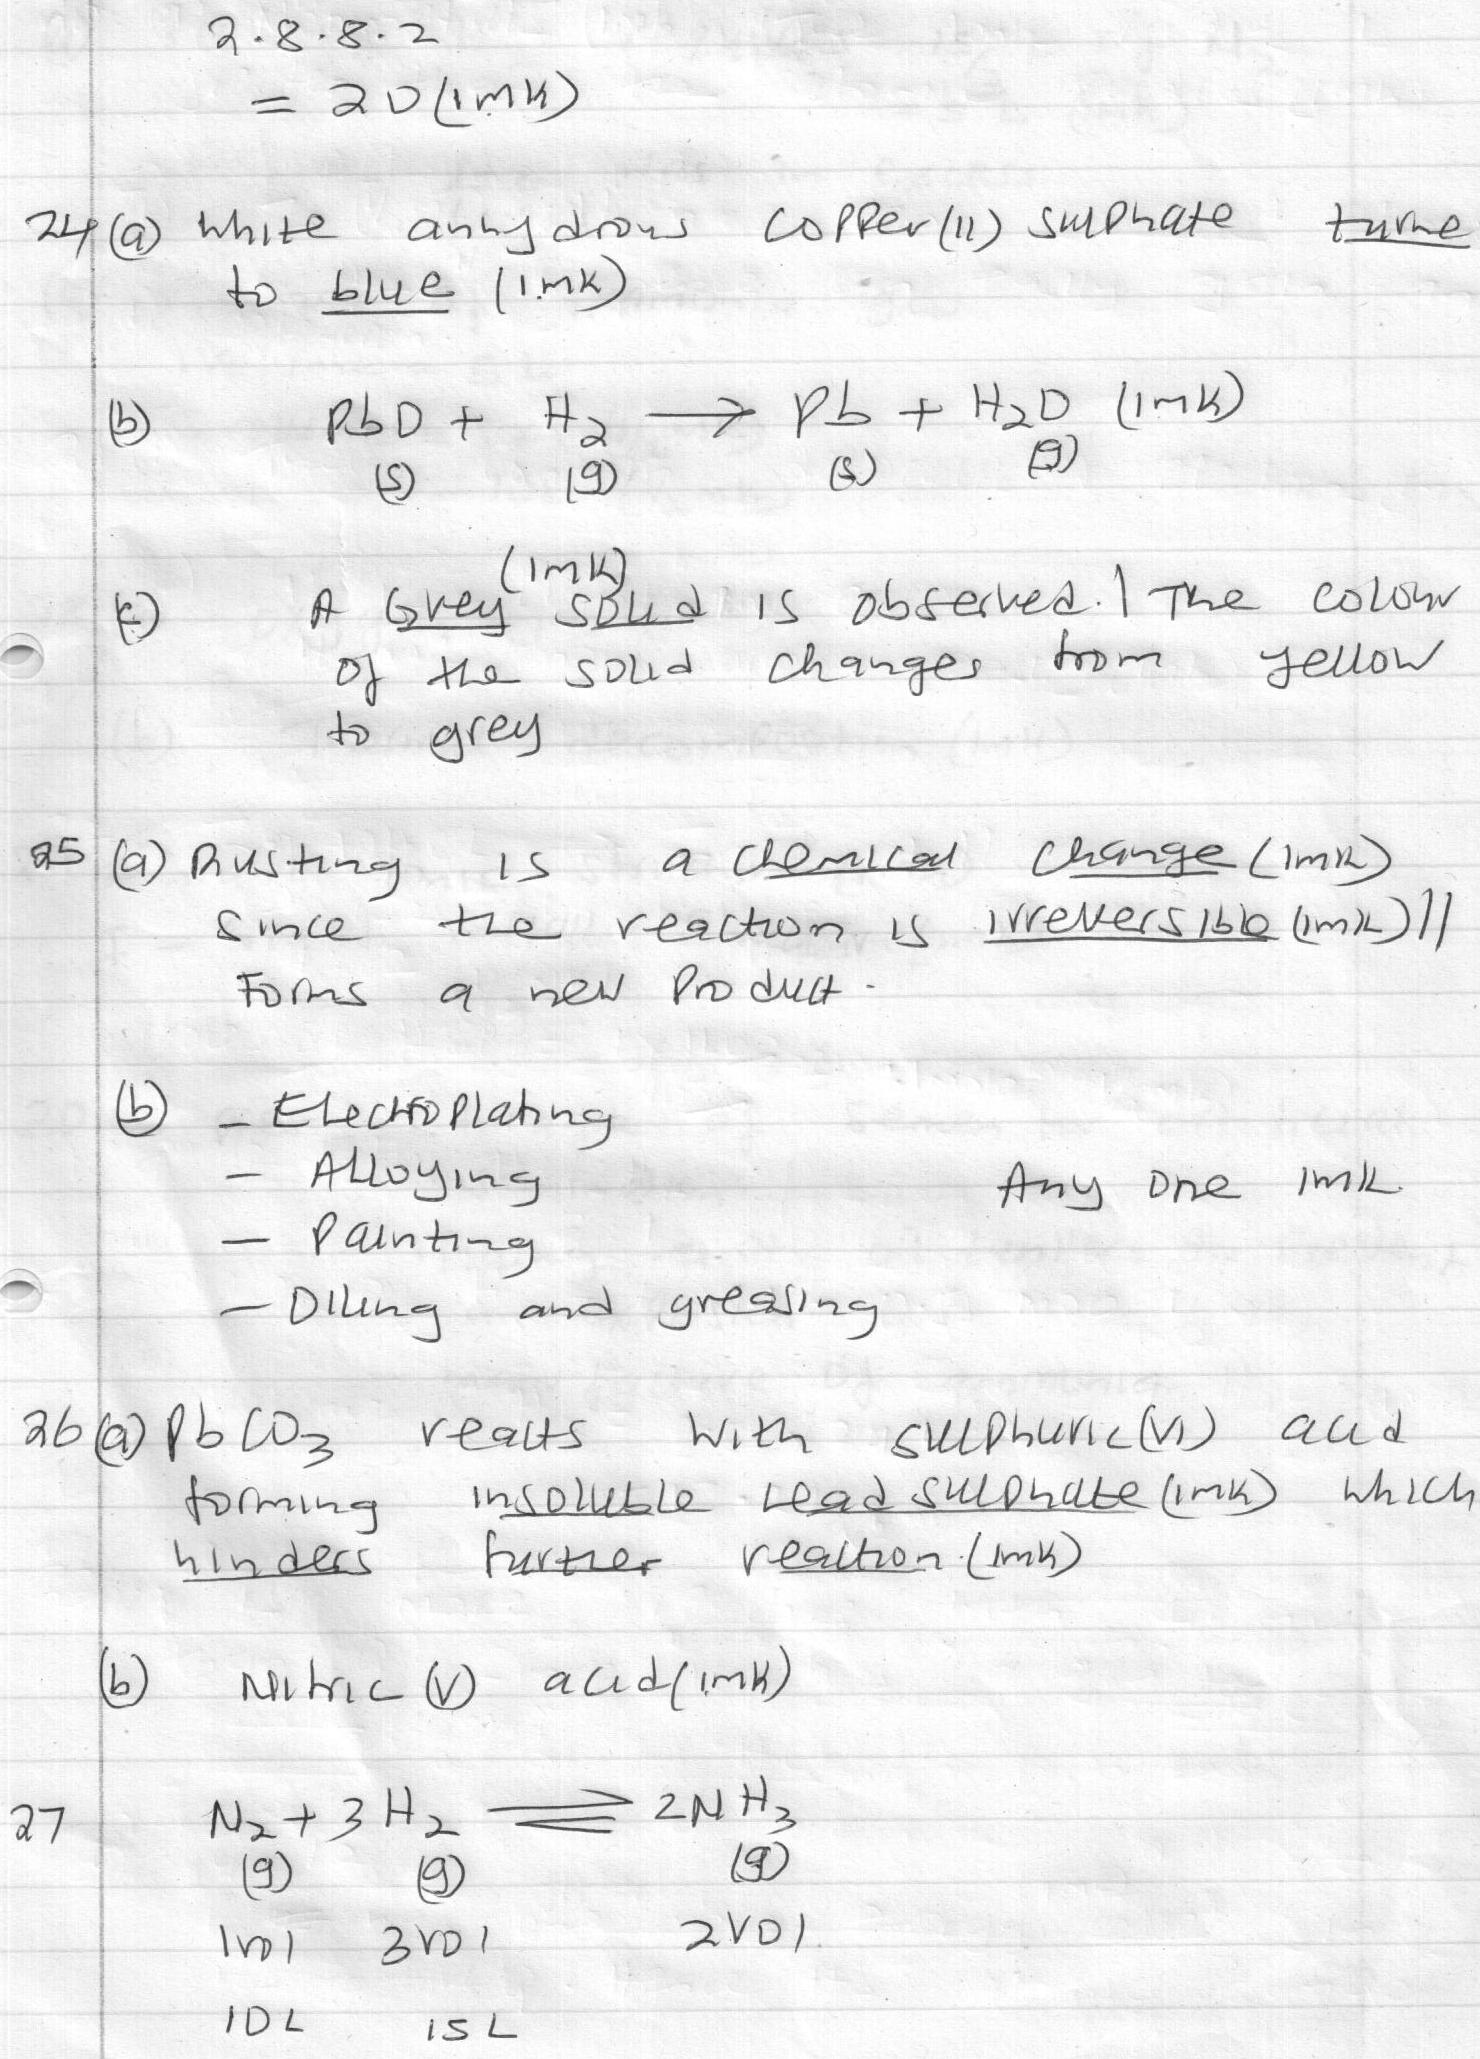 2.8.8.2
= 20 (1mk)
24 (a) White anhydrous copper (II) sulphate turne
to blue (1mk)
(b) PbO + H2 → Pb + H2O (1mk)
(s) (g) (s) (g)
(1mk)
(c) A Grey solid is observed. / The colour
of the solid changes from yellow
to grey
25 (a) Rusting is a chemical change (1mk)
since the reaction is irreversible (1mk) //
Forms a new product.
(b) - Electroplating
- Alloying Any one 1mk
- Painting
- Oiling and greasing
26 (a) PbCO3 reacts with sulphuric (VI) acid
forming insoluble lead sulphate (1mk) which
hinders further reaction. (1mk)
(b) Nitric (V) acid (1mk)
27 N2 + 3H2 ⇌ 2NH3
(g) (g) (g)
1vol 3vol 2vol.
10L 15L